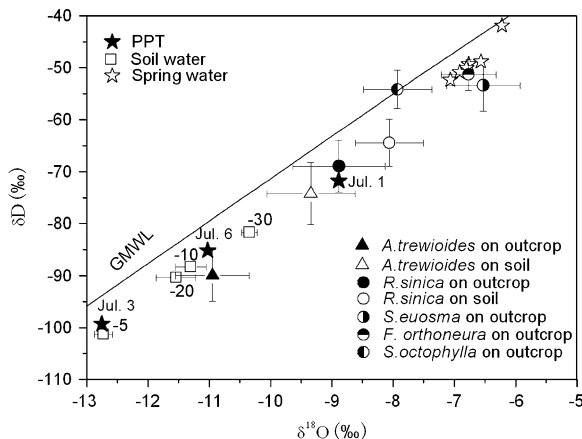 -40
-50
-60
-70
-80
-90
-100
-110
δD (‰)
PPT
Soil water
Spring water
GMWL
Jul. 1
-30
Jul. 6
-10
-20
Jul. 3
-5
A.trewioides on outcrop
A.trewioides on soil
R.sinica on outcrop
R.sinica on soil
S.euosma on outcrop
F. orthoneura on outcrop
S.octophylla on outcrop
-13 -12 -11 -10 -9 -8 -7 -6 -5
δ18O (‰)